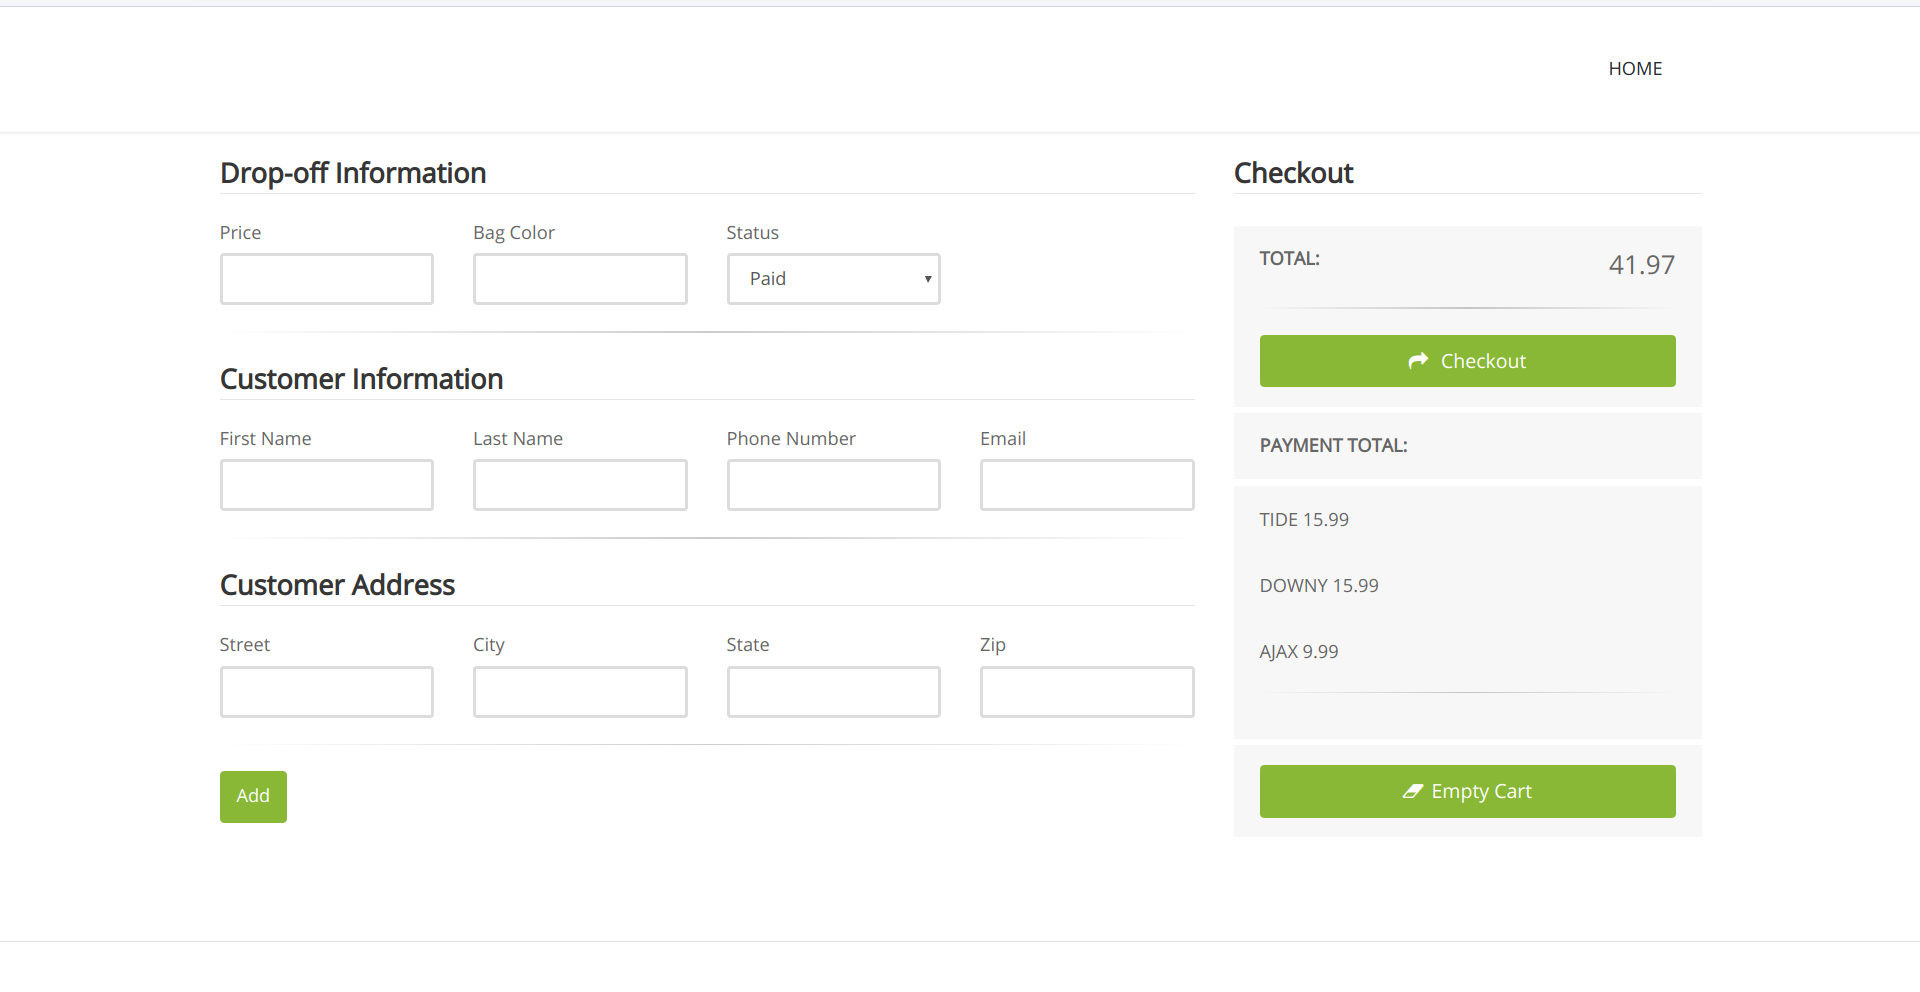 HOME
Drop-off Information
Price Bag Color Status
Paid
Customer Information
First Name Last Name Phone Number Email
Customer Address
Street City State Zip
Add
Checkout
TOTAL: 41.97
Checkout
PAYMENT TOTAL:
TIDE 15.99
DOWNY 15.99
AJAX 9.99
Empty Cart